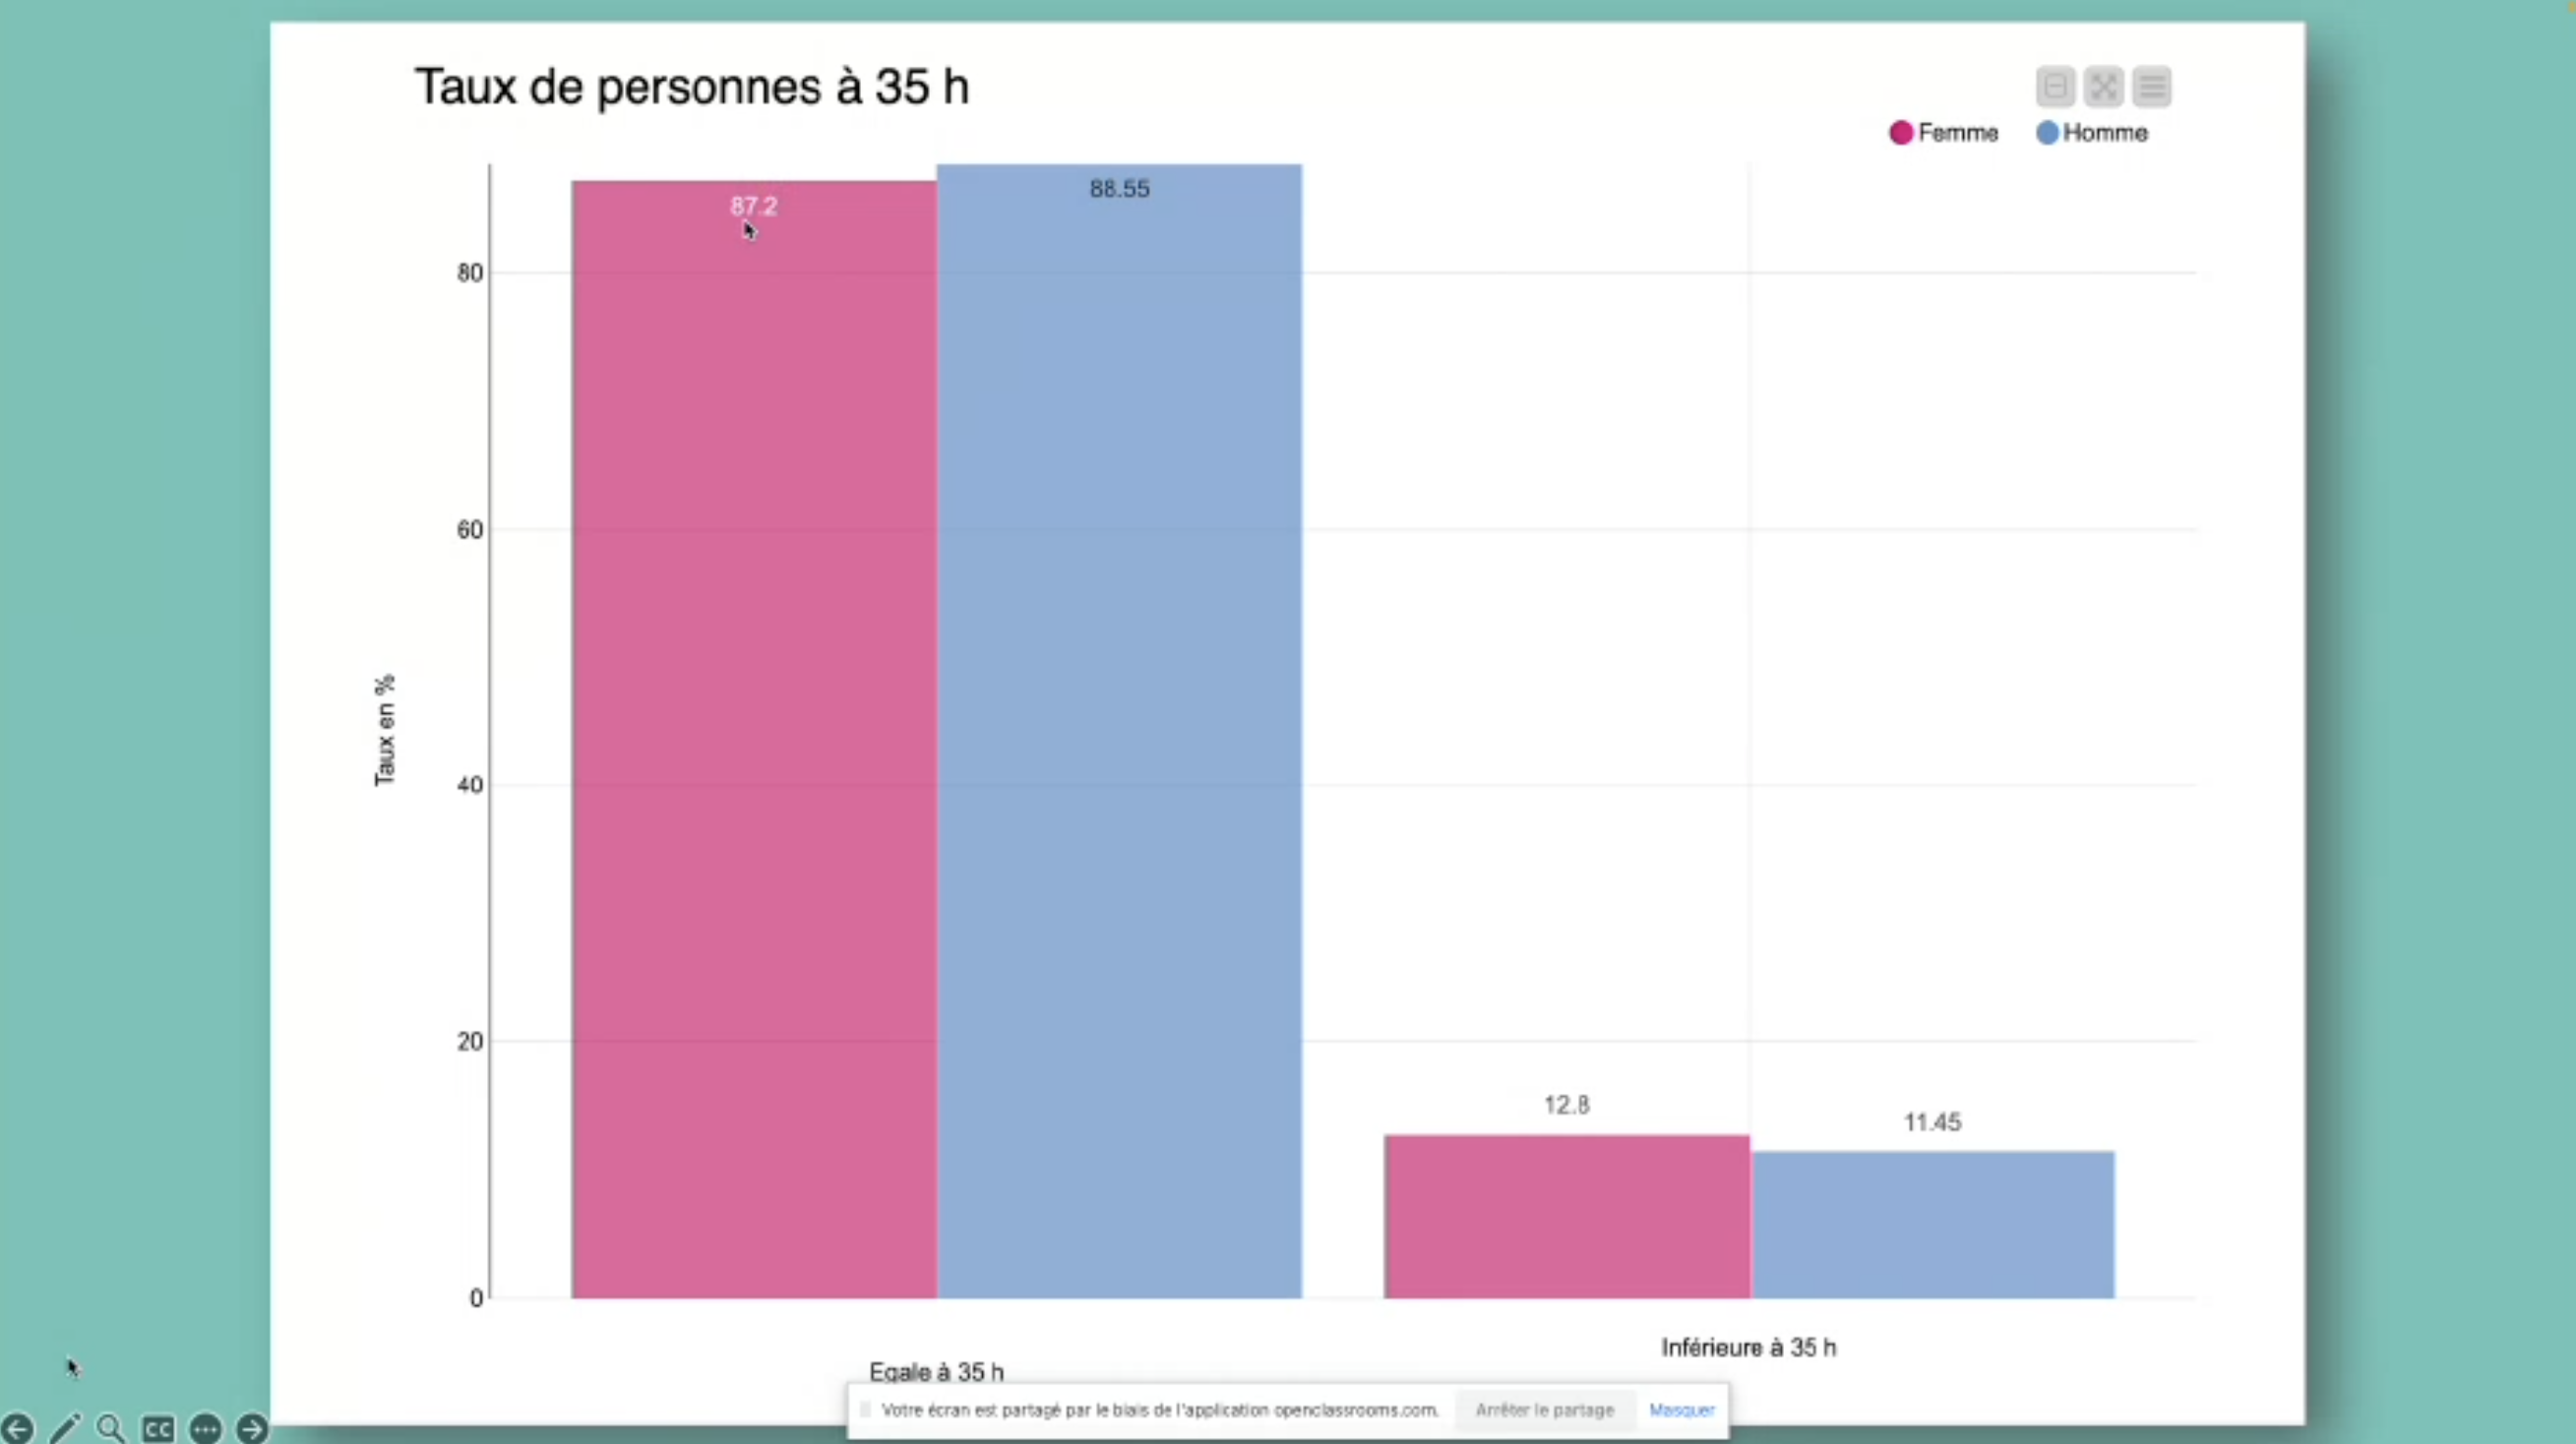 Taux de personnes à 35 h
Femme Homme
87.2
88.55
80
60
Taux en %
40
20
12.8
11.45
0
Inférieure à 35 h
Egale à 35 h
Votre écran est partagé par le biais de l'application openclassrooms.com. Arrêter le partage Masquer
CC